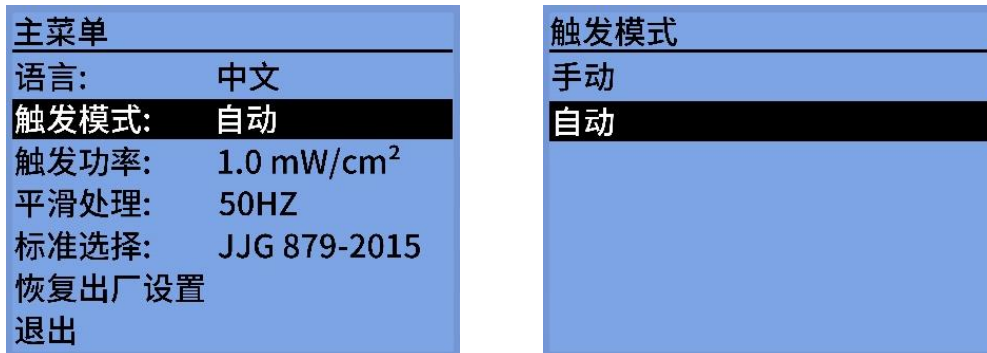 主菜单
语言: 中文
触发模式: 自动
触发功率: 1.0 mW/cm²
平滑处理: 50HZ
标准选择: JJG 879-2015
恢复出厂设置
退出
触发模式
手动
自动